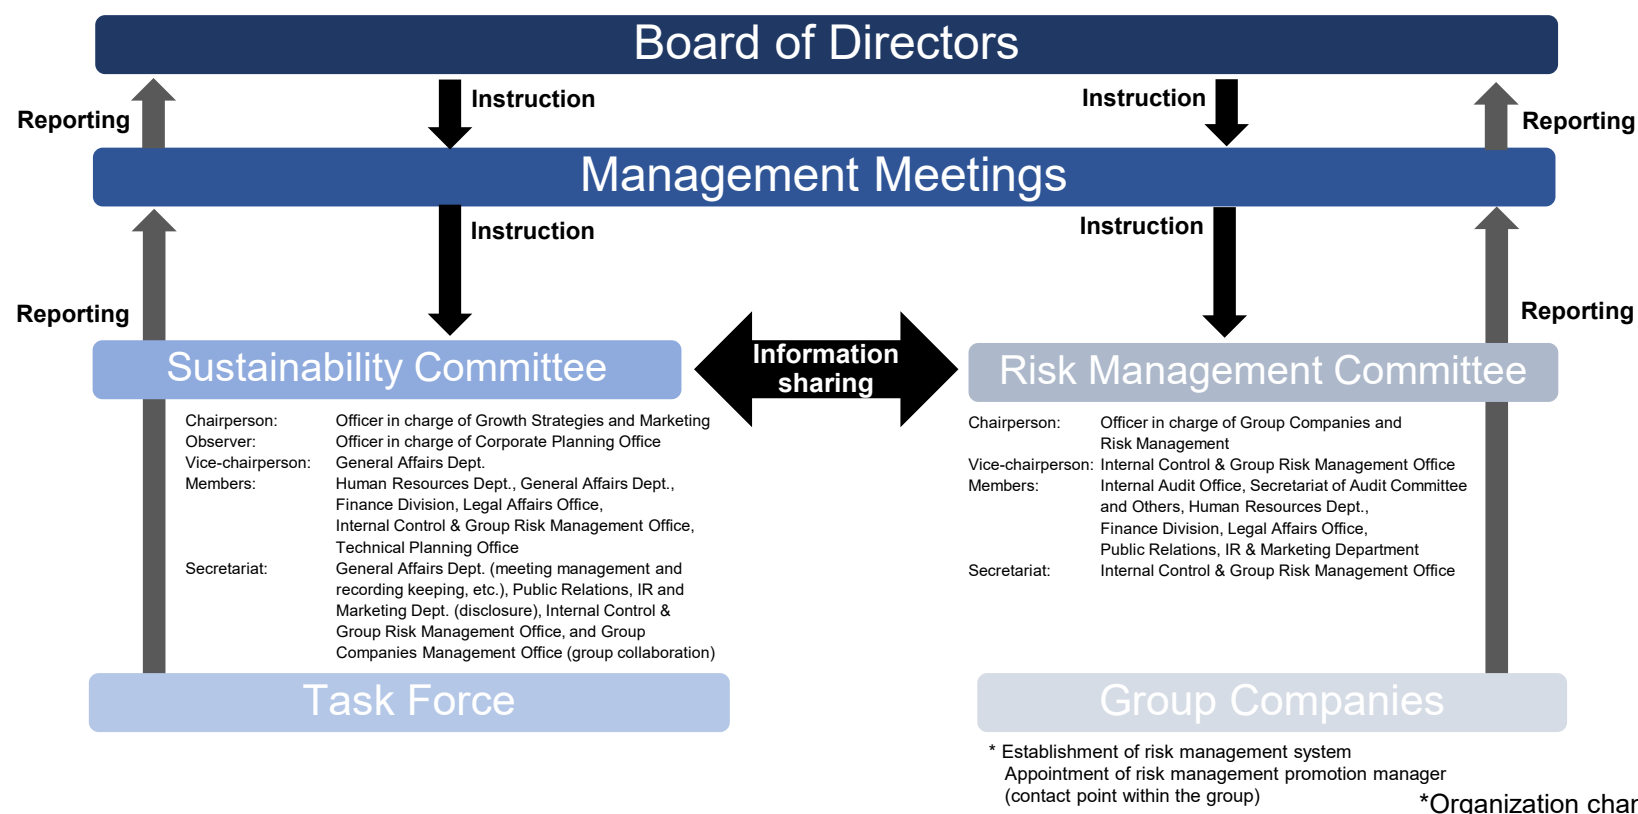 Board of Directors
Instruction
Instruction
Reporting
Reporting
Management Meetings
Instruction
Instruction
Reporting
Reporting
Information
sharing
Sustainability Committee
Chairperson: Officer in charge of Growth Strategies and Marketing
Observer: Officer in charge of Corporate Planning Office
Vice-chairperson: General Affairs Dept.
Members: Human Resources Dept., General Affairs Dept.,
Finance Division, Legal Affairs Office,
Internal Control & Group Risk Management Office,
Technical Planning Office
Secretariat: General Affairs Dept. (meeting management and
recording keeping, etc.), Public Relations, IR and
Marketing Dept. (disclosure), Internal Control &
Group Risk Management Office, and Group
Companies Management Office (group collaboration)
Risk Management Committee
Chairperson: Officer in charge of Group Companies and
Risk Management
Vice-chairperson: Internal Control & Group Risk Management Office
Members: Internal Audit Office, Secretariat of Audit Committee
and Others, Human Resources Dept.,
Finance Division, Legal Affairs Office,
Public Relations, IR & Marketing Department
Secretariat: Internal Control & Group Risk Management Office
Task Force
Group Companies
* Establishment of risk management system
Appointment of risk management promotion manager
(contact point within the group)
*Organization